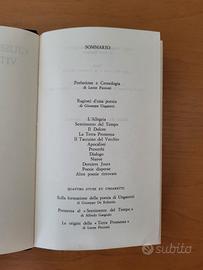 SOMMARIO
Prefazione e Cronologia
di Leone Piccioni
Ragioni d'una poesia
di Giuseppe Ungaretti
L'Allegria
Sentimento del Tempo
Il Dolore
La Terra Promessa
Il Taccuino del Vecchio
Apocalissi
Proverbi
Dialogo
Nuove
Derniers Jours
Poesie disperse
Altre poesie ritrovate
QUATTRO STUDI SU UNGARETTI
Sulla formazione della poesia di Ungaretti
di Giuseppe De Robertis
Premessa al «Sentimento del Tempo»
di Alfredo Gargiulo
Le origini della «Terra Promessa»
di Leone Piccioni
subito